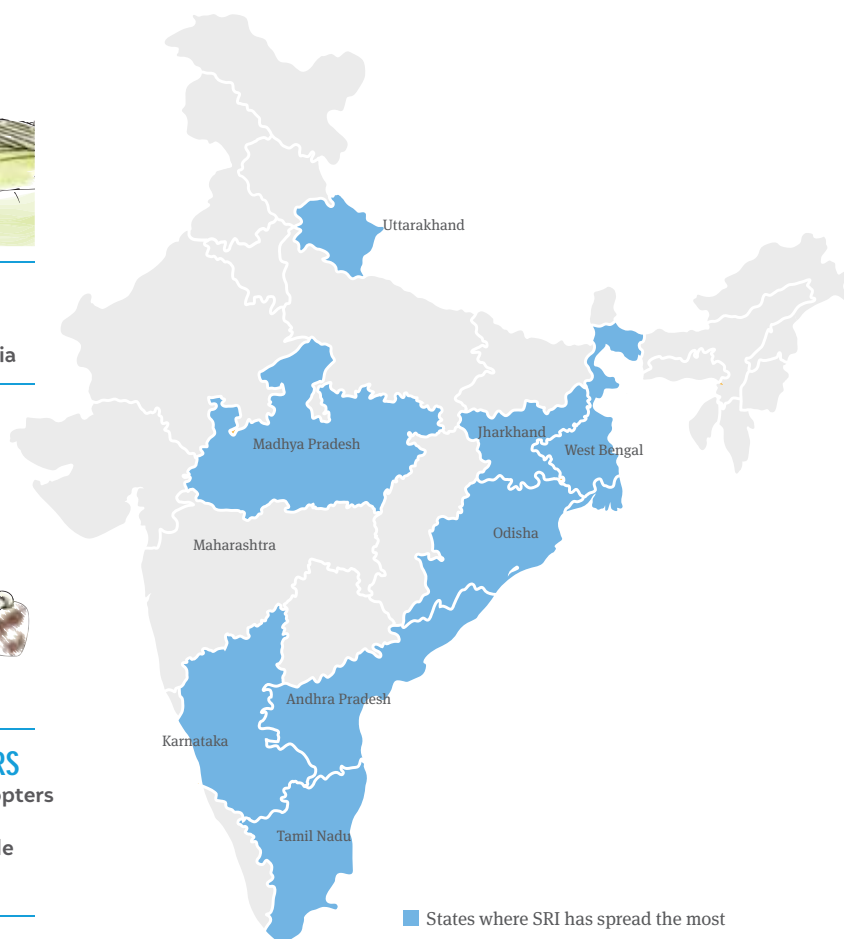 Uttarakhand
ia
Jharkhand
Madhya Pradesh
West Bengal
Odisha
Maharashtra
Andhra Pradesh
Karnataka
RS
pters
le
Tamil Nadu
States where SRI has spread the most